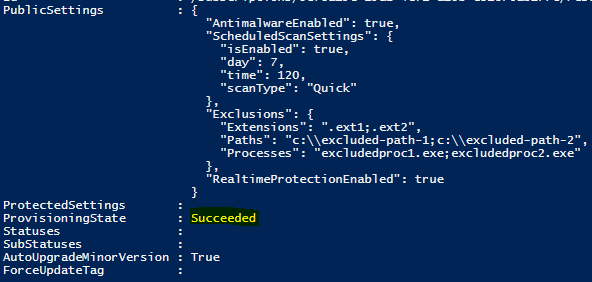 PublicSettings : {
"AntimalwareEnabled": true,
"ScheduledScanSettings": {
"isEnabled": true,
"day": 7,
"time": 120,
"scanType": "Quick"
},
"Exclusions": {
"Extensions": ".ext1;.ext2",
"Paths": "c:\\excluded-path-1;c:\\excluded-path-2",
"Processes": "excludedproc1.exe;excludedproc2.exe"
},
"RealtimeProtectionEnabled": true
}
ProtectedSettings :
ProvisioningState : Succeeded
Statuses :
SubStatuses :
AutoUpgradeMinorVersion : True
ForceUpdateTag :